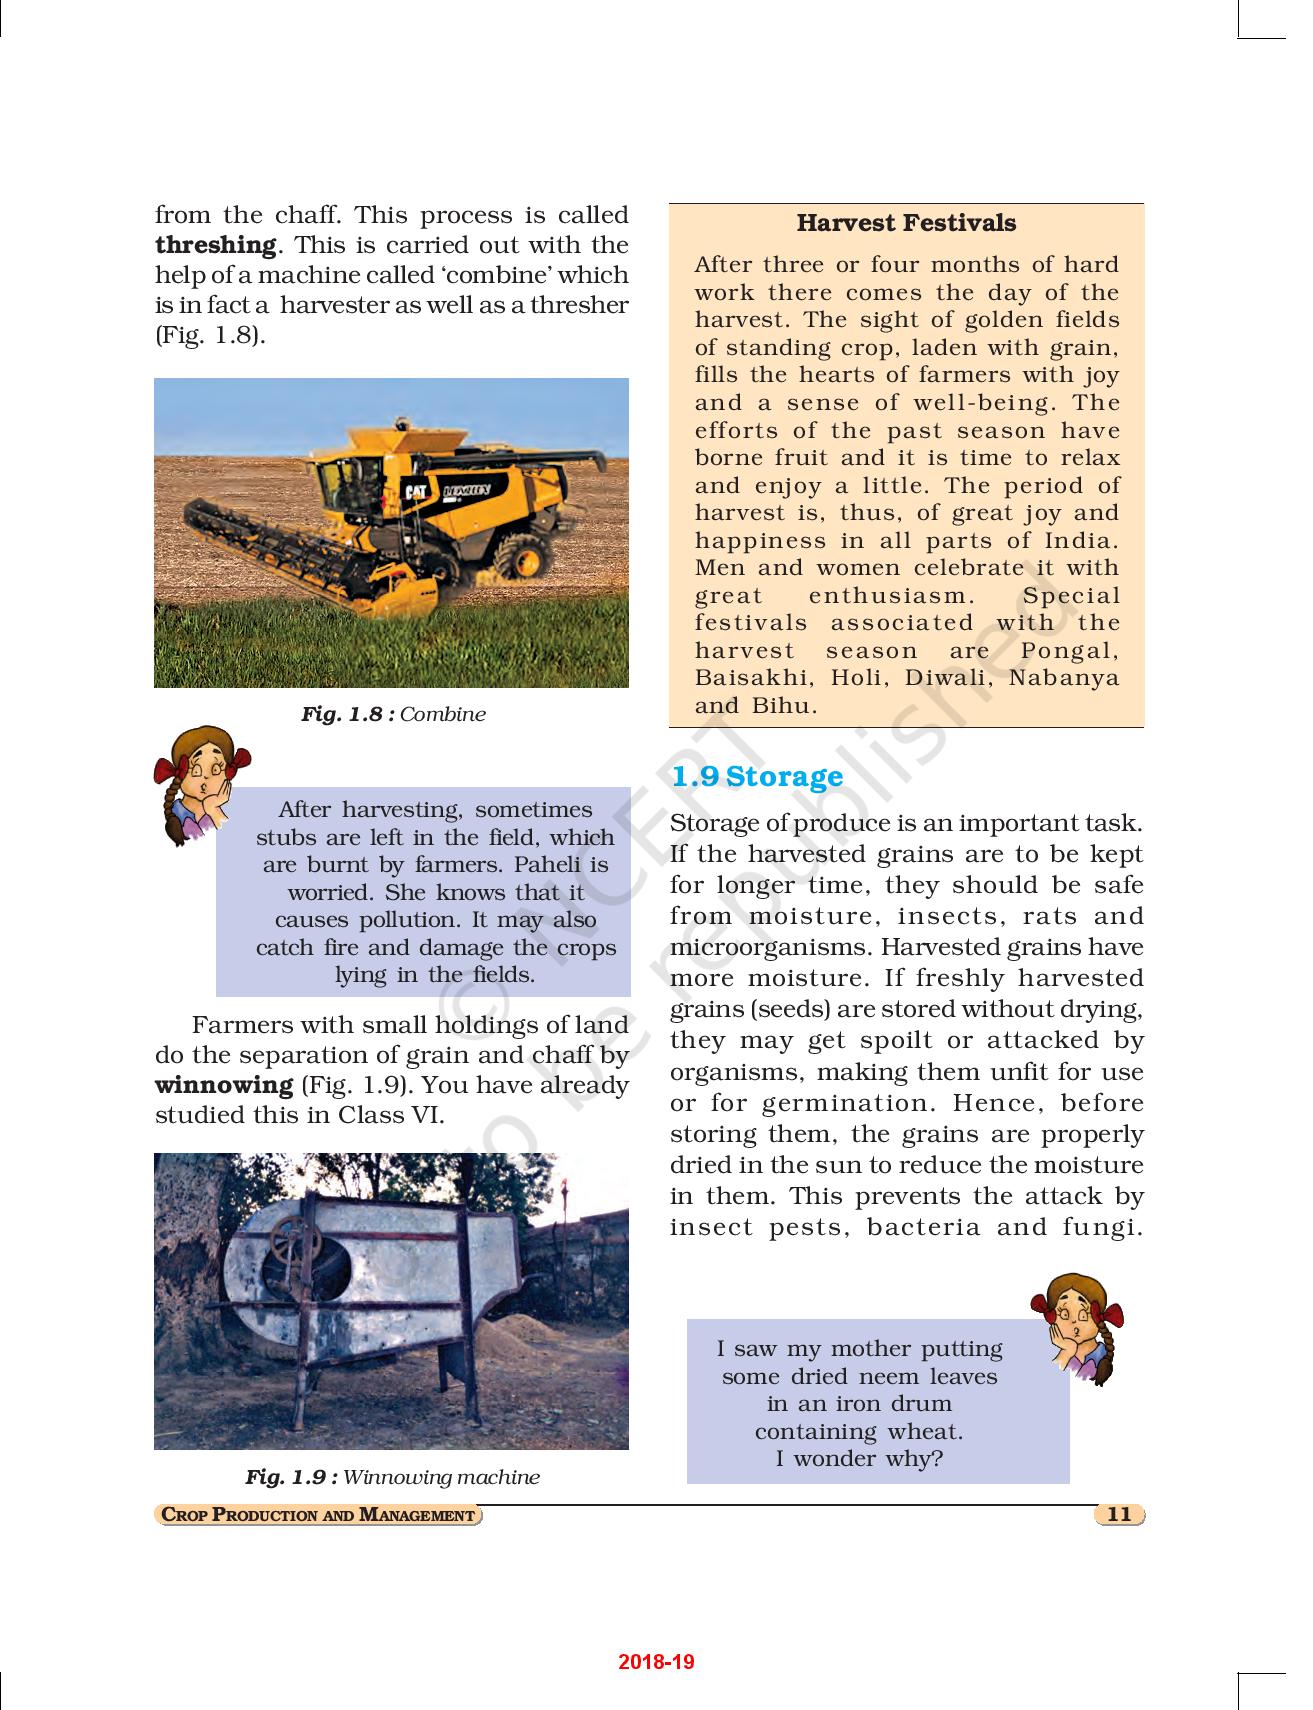 from the chaff. This process is called
threshing. This is carried out with the
help of a machine called ‘combine’ which
is in fact a harvester as well as a thresher
(Fig. 1.8).
CAT
Fig. 1.8 : Combine
After harvesting, sometimes
stubs are left in the field, which
are burnt by farmers. Paheli is
worried. She knows that it
causes pollution. It may also
catch fire and damage the crops
lying in the fields.
Farmers with small holdings of land
do the separation of grain and chaff by
winnowing (Fig. 1.9). You have already
studied this in Class VI.
Fig. 1.9 : Winnowing machine
Harvest Festivals
After three or four months of hard
work there comes the day of the
harvest. The sight of golden fields
of standing crop, laden with grain,
fills the hearts of farmers with joy
and a sense of well-being. The
efforts of the past season have
borne fruit and it is time to relax
and enjoy a little. The period of
harvest is, thus, of great joy and
happiness in all parts of India.
Men and women celebrate it with
great enthusiasm. Special
festivals associated with the
harvest season are Pongal,
Baisakhi, Holi, Diwali, Nabanya
and Bihu.
1.9 Storage
Storage of produce is an important task.
If the harvested grains are to be kept
for longer time, they should be safe
from moisture, insects, rats and
microorganisms. Harvested grains have
more moisture. If freshly harvested
grains (seeds) are stored without drying,
they may get spoilt or attacked by
organisms, making them unfit for use
or for germination. Hence, before
storing them, the grains are properly
dried in the sun to reduce the moisture
in them. This prevents the attack by
insect pests, bacteria and fungi.
I saw my mother putting
some dried neem leaves
in an iron drum
containing wheat.
I wonder why?
© NCERT
to be republished
CROP PRODUCTION AND MANAGEMENT
11
2018-19